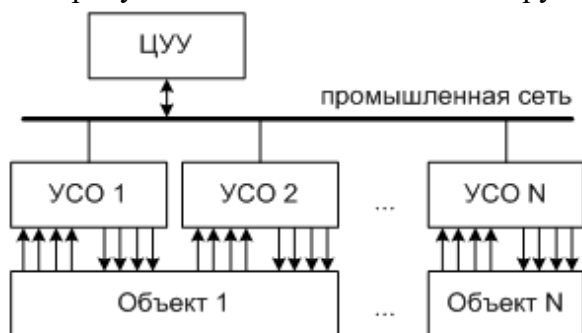 ЦУУ
промышленная сеть
УСО 1 УСО 2 ... УСО N
Объект 1 ... Объект N